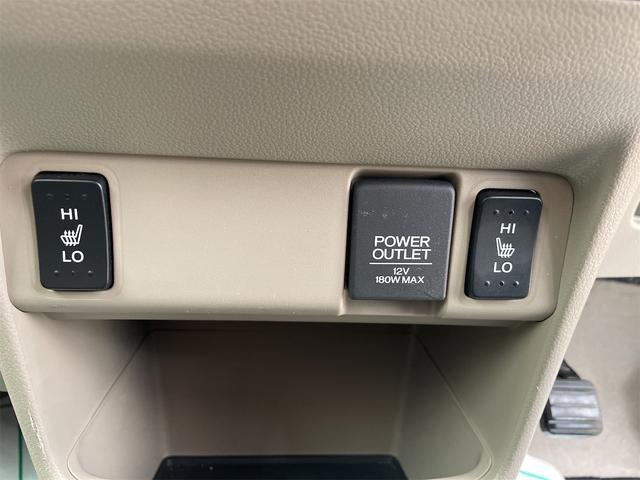 HI
LO
POWER
OUTLET
12V
180W MAX
HI
LO